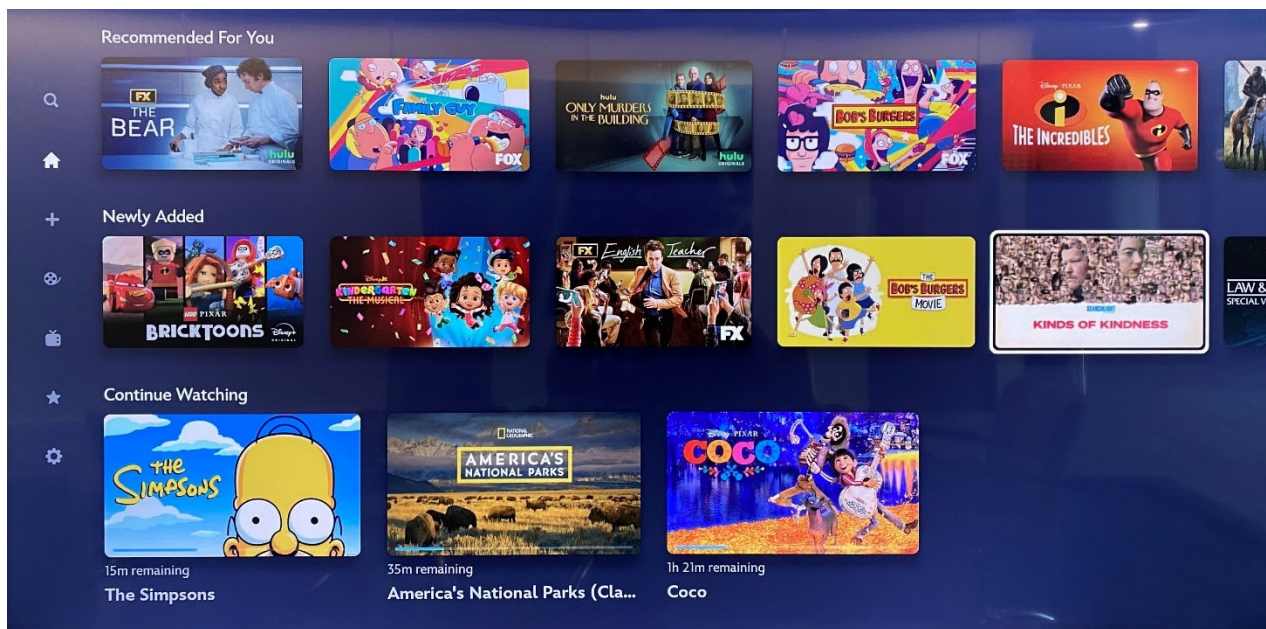 Recommended For You
FX
THE
BEAR
hulu
ORIGINALS
FAMILY GUY
FOX
hulu
ONLY MURDERS
IN THE BUILDING
hulu
ORIGINALS
BOB'S BURGERS
FOX
Disney PIXAR
THE INCREDIBLES
Newly Added
LEGO PIXAR
BRICKTOONS
Disney+
ORIGINAL
Disney Jr.
KINDERGARTEN
THE MUSICAL
FX English Teacher
FX
THE
BOB'S BURGERS
MOVIE
SEARCHLIGHT
KINDS OF KINDNESS
LAW &
SPECIAL V
Continue Watching
THE
SIMPSONS
NATIONAL
GEOGRAPHIC
AMERICA'S
NATIONAL PARKS
Disney PIXAR
COCO
15m remaining
The Simpsons
35m remaining
America's National Parks (Cla...
1h 21m remaining
Coco